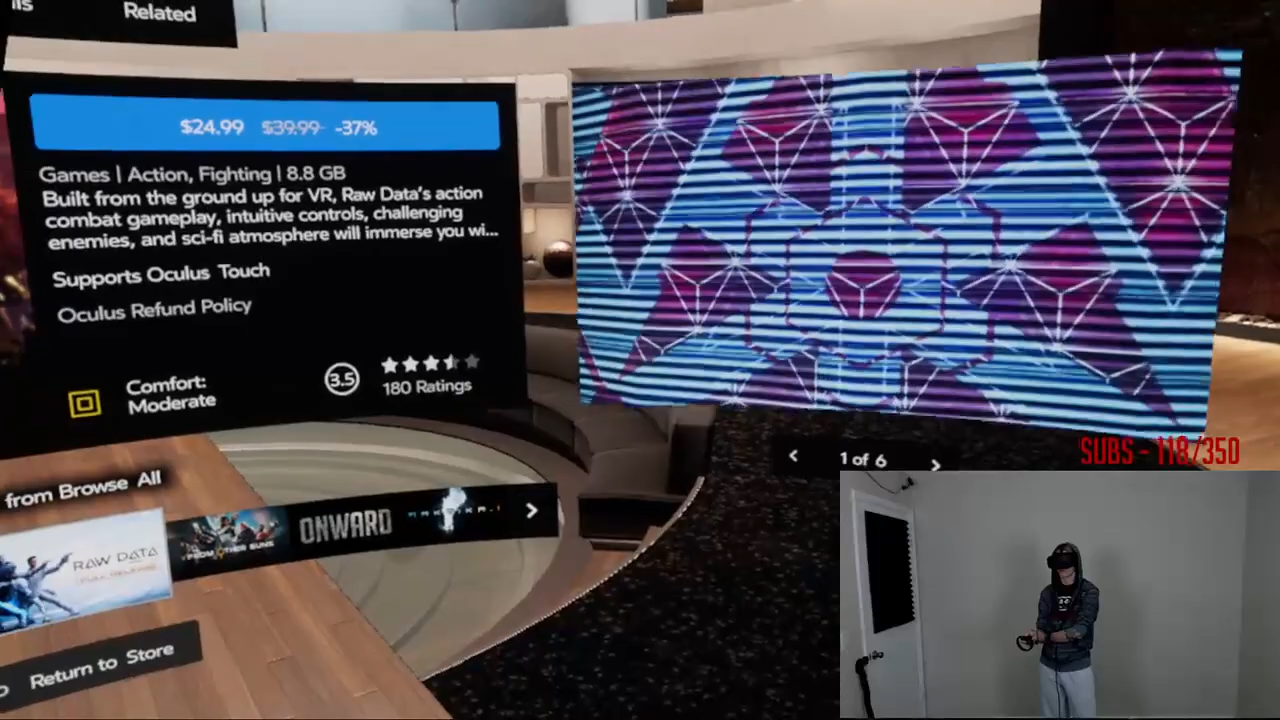 Related
$24.99 $39.99 -37%
Games | Action, Fighting | 8.8 GB
Built from the ground up for VR, Raw Data's action
combat gameplay, intuitive controls, challenging
enemies, and sci-fi atmosphere will immerse you wi...
Supports Oculus Touch
Oculus Refund Policy
Comfort:
Moderate
3.5
180 Ratings
1 of 6
SUBS - 118/350
from Browse All
RAW DATA
FROM OTHER SUNS
ONWARD
Return to Store